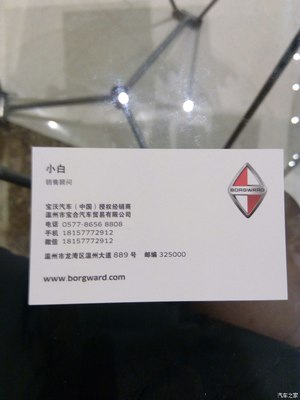 小白
销售顾问
BORGWARD
宝沃汽车（中国）授权经销商
温州市宝合汽车贸易有限公司
电话 0577-8656 8808
手机 18157772912
微信 18157772912
温州市龙湾区温州大道 889 号 邮编 325000
www.borgward.com
汽车之家